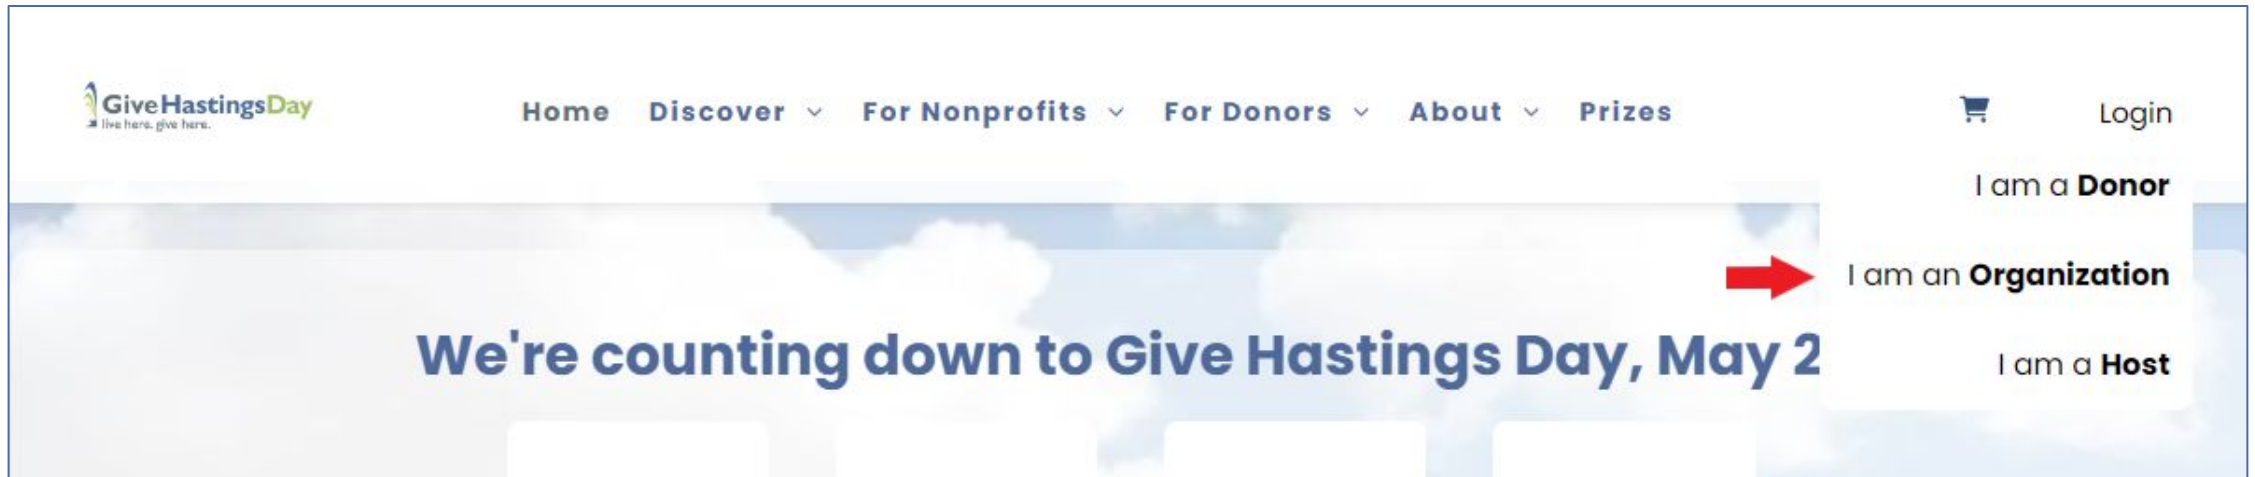 GiveHastingsDay
live here. give here.
Home Discover For Nonprofits For Donors About Prizes
Login
I am a Donor
I am an Organization
I am a Host
We're counting down to Give Hastings Day, May 2